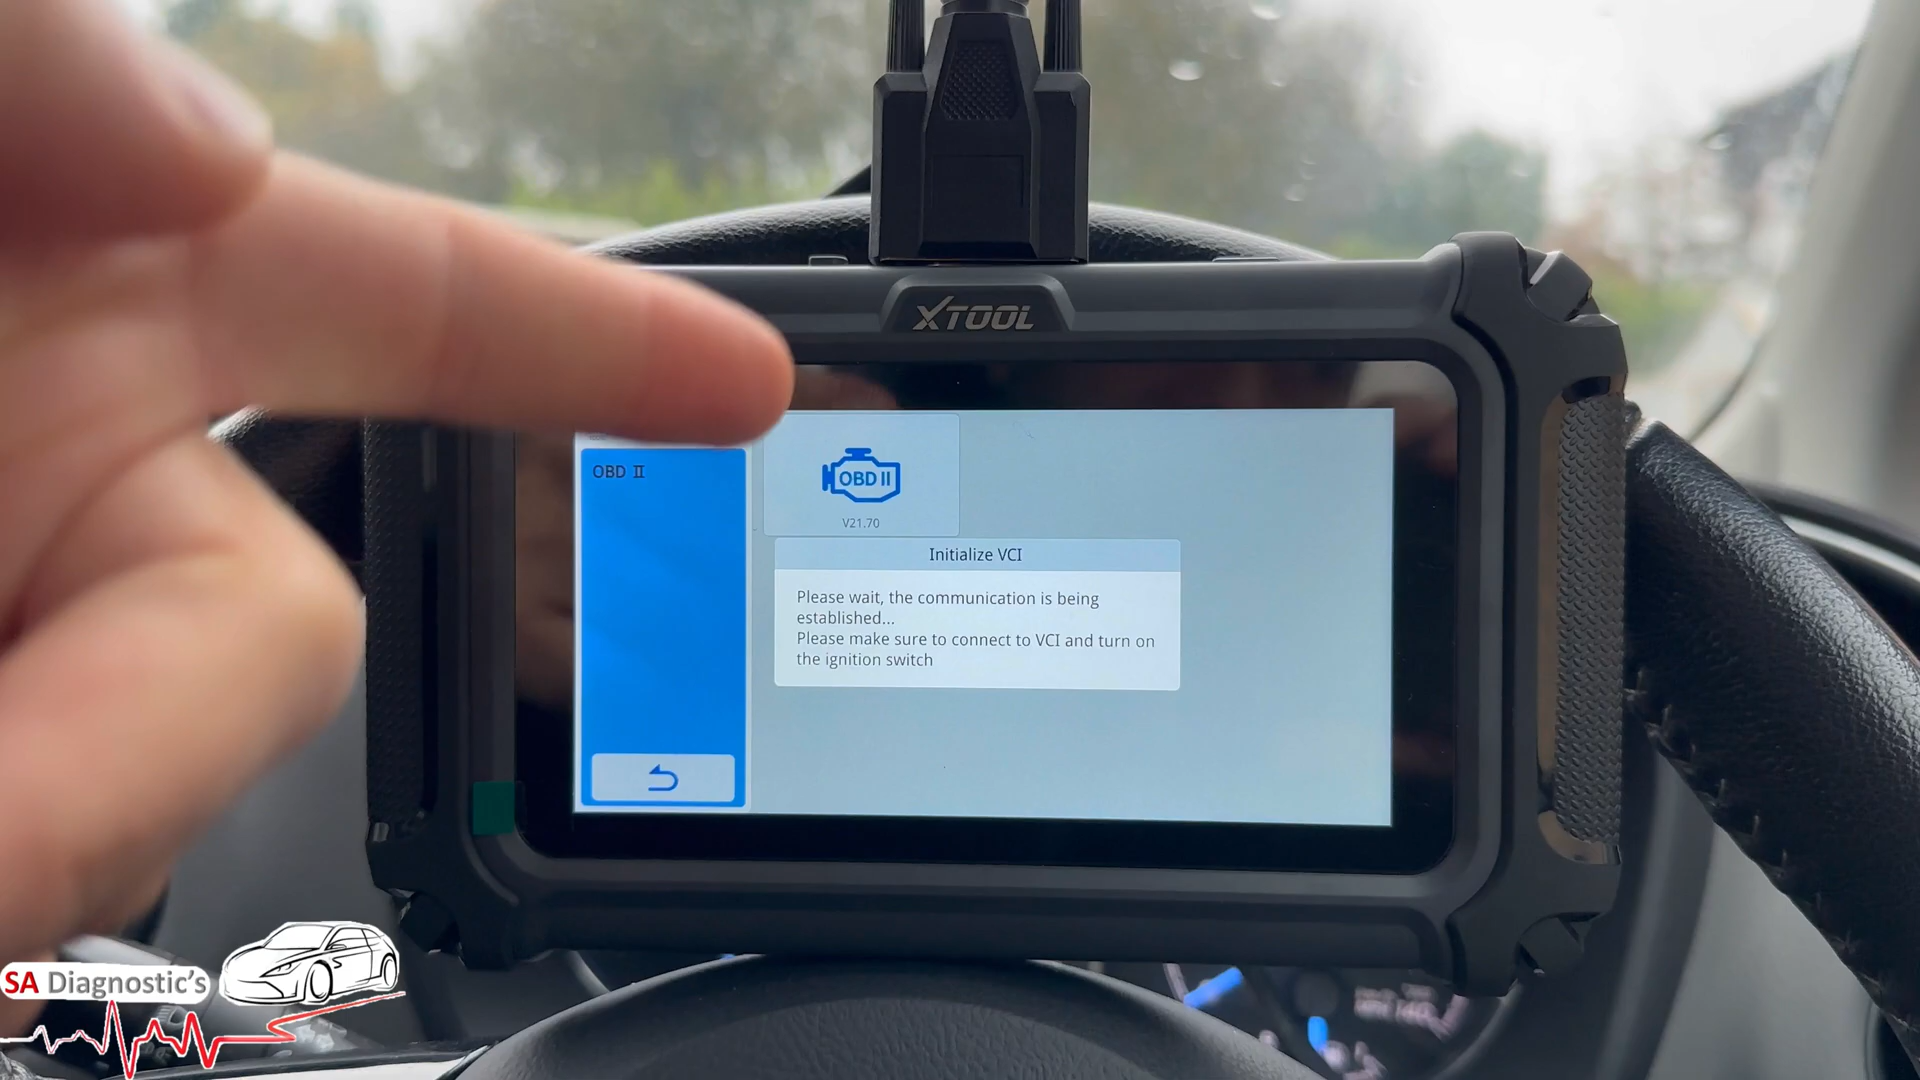 XTOOL
OBD II
OBD II
V21.70
Initialize VCI
Please wait, the communication is being
established...
Please make sure to connect to VCI and turn on
the ignition switch
SA Diagnostic's